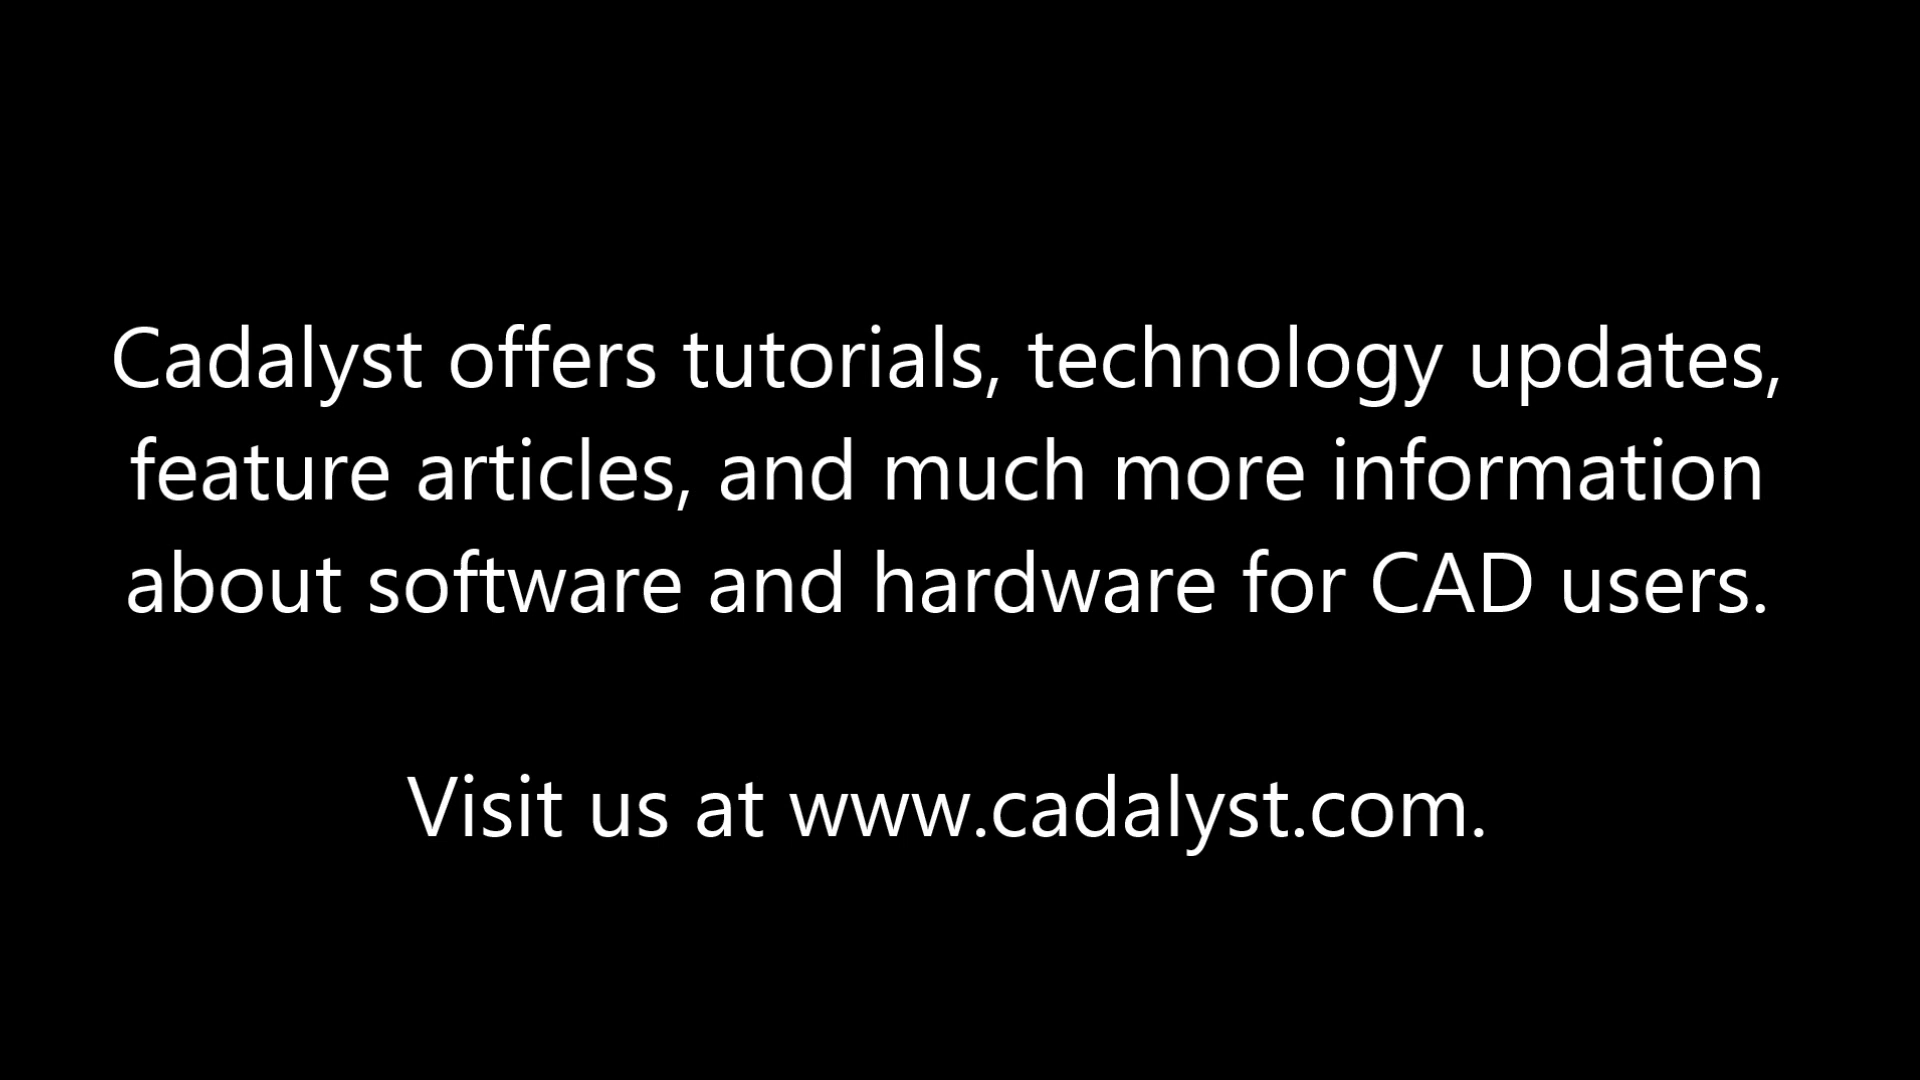 Cadalyst offers tutorials, technology updates,
feature articles, and much more information
about software and hardware for CAD users.
Visit us at www.cadalyst.com.